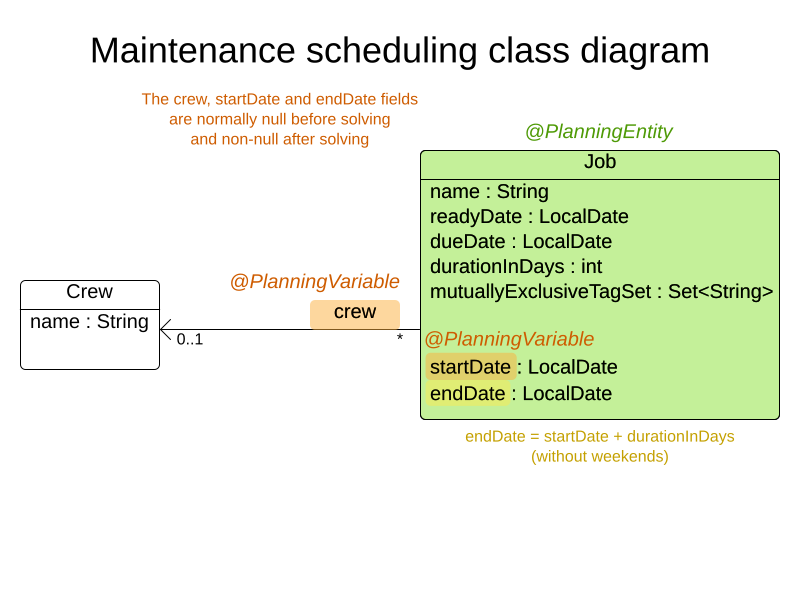 Maintenance scheduling class diagram
The crew, startDate and endDate fields
are normally null before solving
and non-null after solving
@PlanningEntity
Job
name : String
readyDate : LocalDate
dueDate : LocalDate
durationInDays : int
mutuallyExclusiveTagSet : Set<String>
@PlanningVariable
startDate : LocalDate
endDate : LocalDate
endDate = startDate + durationInDays
(without weekends)
@PlanningVariable
crew
0..1
*
Crew
name : String